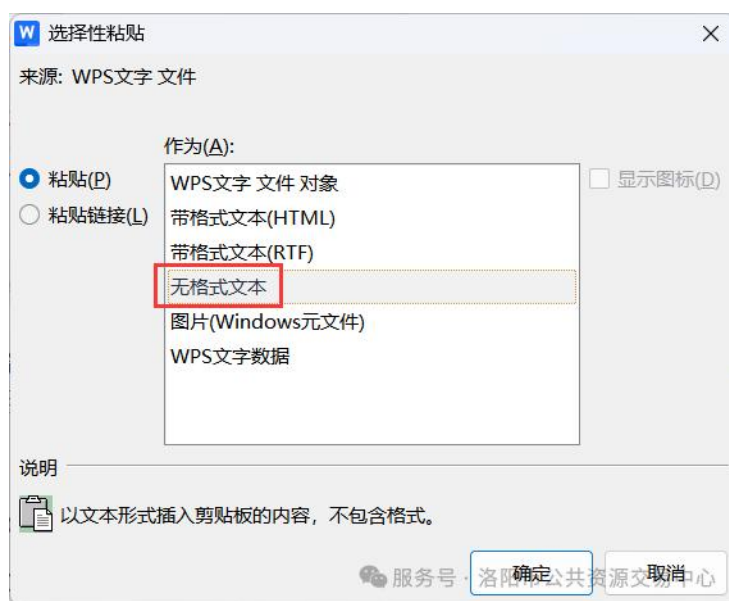 W 选择性粘贴
来源: WPS文字 文件
作为(A):
粘贴(P)
粘贴链接(L)
WPS文字 文件 对象
带格式文本(HTML)
带格式文本(RTF)
无格式文本
图片(Windows元文件)
WPS文字数据
显示图标(D)
说明
以文本形式插入剪贴板的内容，不包含格式。
确定
取消
服务号 · 洛阳市公共资源交易中心